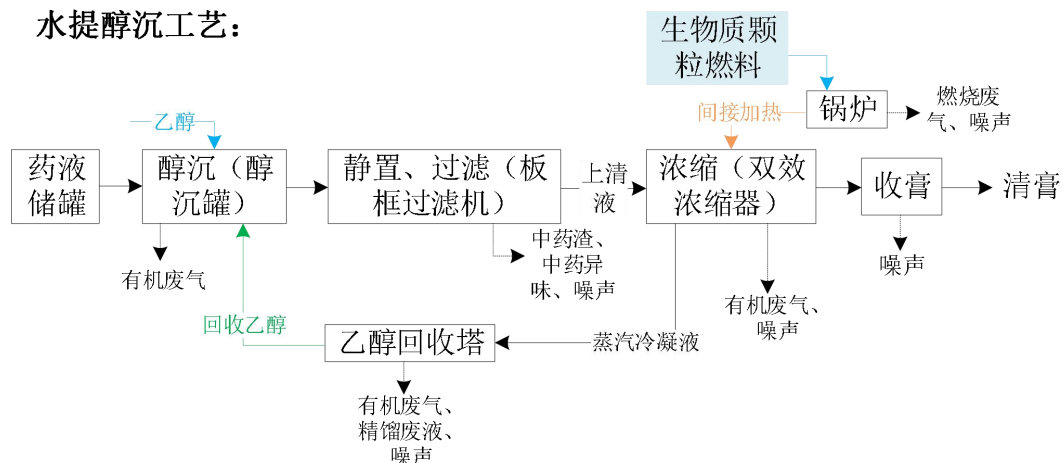 水提醇沉工艺：
生物质颗
粒燃料
乙醇
间接加热
锅炉
燃烧废
气、噪声
药液
储罐
醇沉（醇
沉罐）
静置、过滤（板
框过滤机）
上清
液
浓缩（双效
浓缩器）
收膏
清膏
有机废气
中药渣、
中药异
味、噪声
有机废气、
噪声
噪声
回收乙醇
乙醇回收塔
蒸汽冷凝液
有机废气、
精馏废液、
噪声